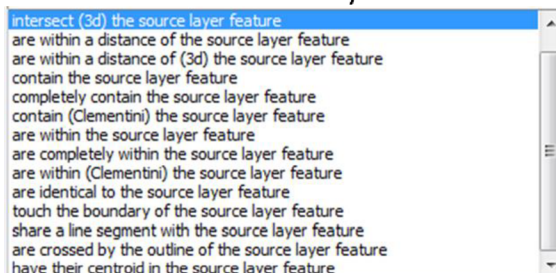 intersect (3d) the source layer feature
are within a distance of the source layer feature
are within a distance of (3d) the source layer feature
contain the source layer feature
completely contain the source layer feature
contain (Clementini) the source layer feature
are within the source layer feature
are completely within the source layer feature
are within (Clementini) the source layer feature
are identical to the source layer feature
touch the boundary of the source layer feature
share a line segment with the source layer feature
are crossed by the outline of the source layer feature
have their centroid in the source layer feature